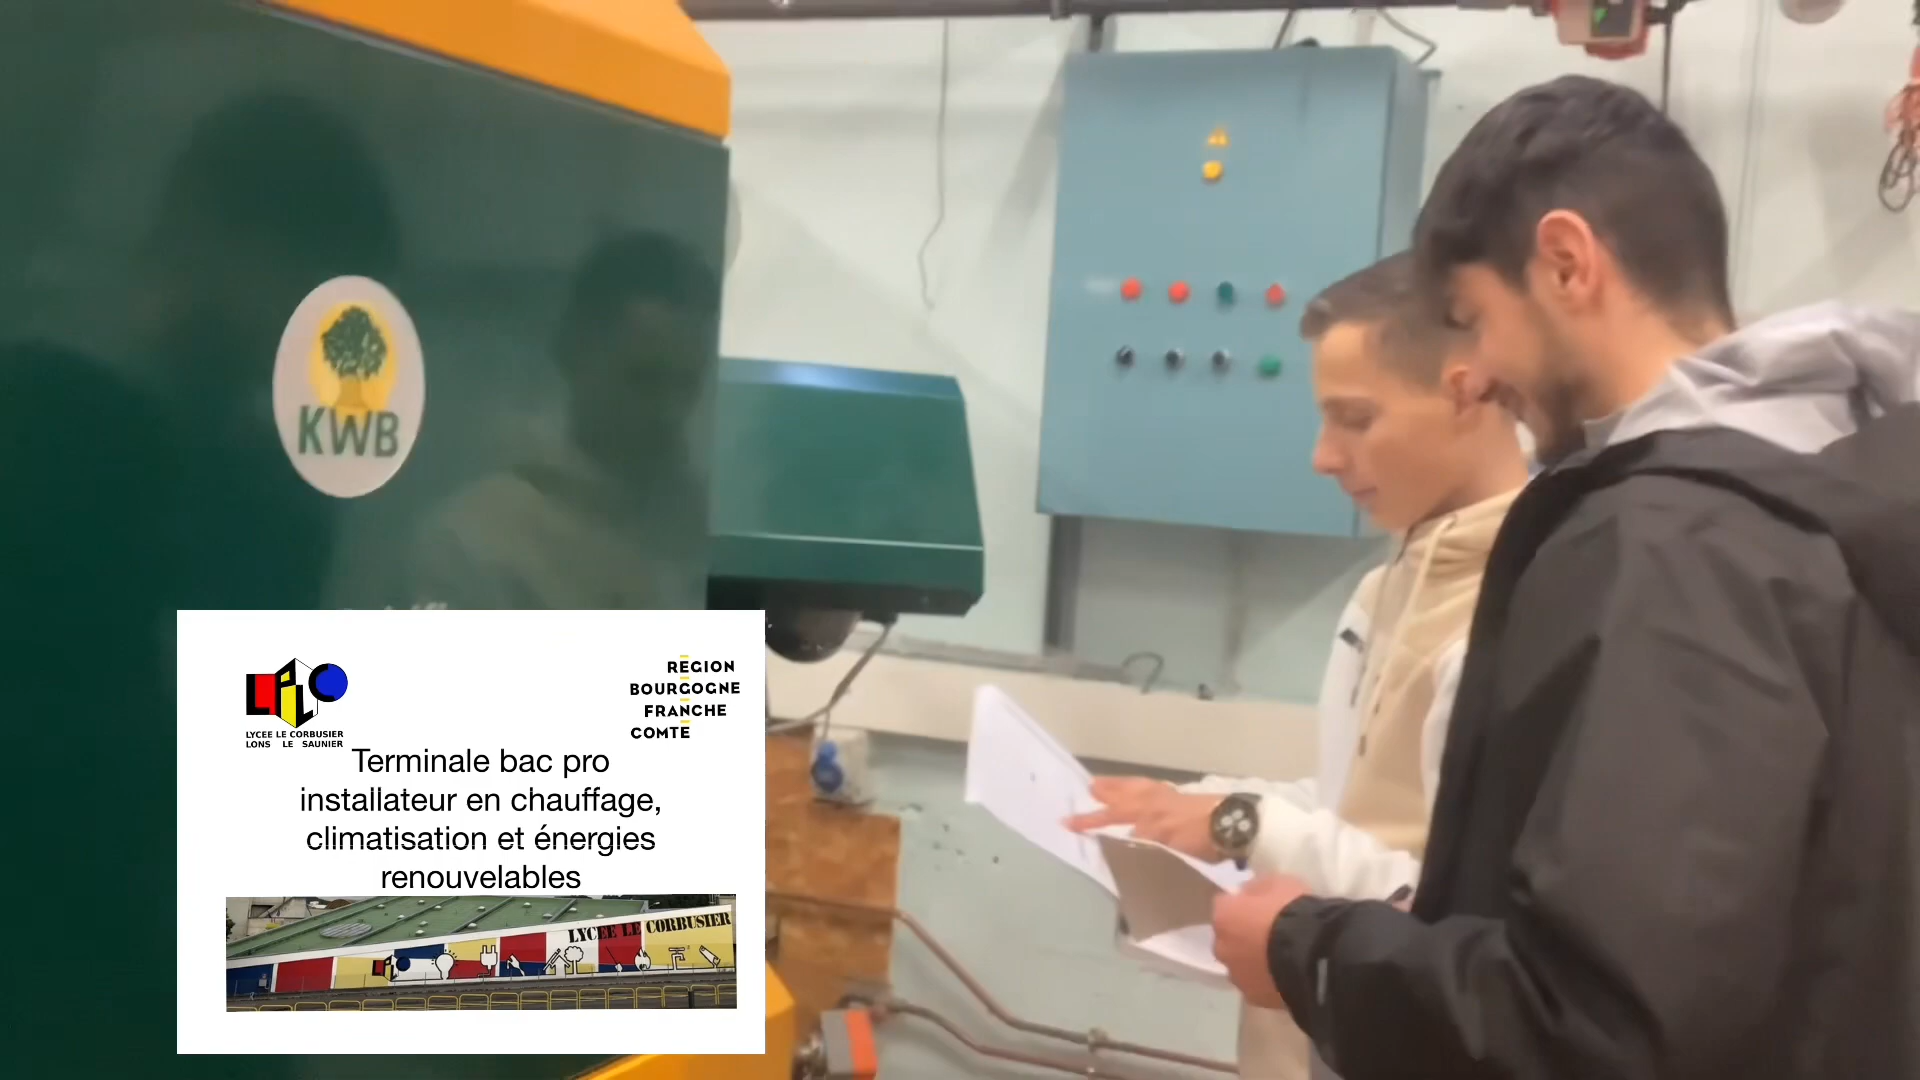 KWB
LYCEE LE CORBUSIER
LONS LE SAUNIER
REGION
BOURGOGNE
FRANCHE
COMTE
Terminale bac pro
installateur en chauffage,
climatisation et énergies
renouvelables
LYCEE LE CORBUSIER